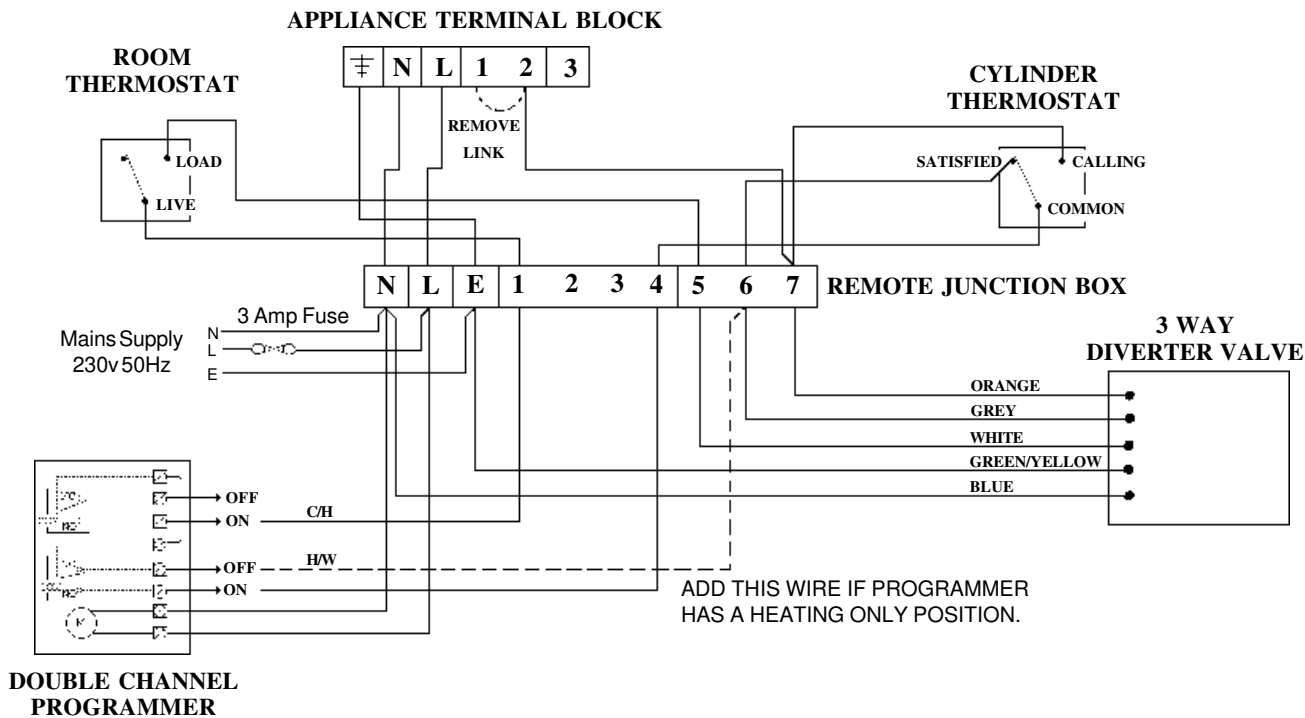 APPLIANCE TERMINAL BLOCK
ROOM
THERMOSTAT
N L 1 2 3
CYLINDER
THERMOSTAT
REMOVE
LINK
LOAD
LIVE
SATISFIED
CALLING
COMMON
N L E 1 2 3 4 5 6 7
REMOTE JUNCTION BOX
3 Amp Fuse
Mains Supply
230v 50Hz
N
L
E
3 WAY
DIVERTER VALVE
ORANGE
GREY
WHITE
GREEN/YELLOW
BLUE
OFF
ON
C/H
OFF
H/W
ON
ADD THIS WIRE IF PROGRAMMER
HAS A HEATING ONLY POSITION.
DOUBLE CHANNEL
PROGRAMMER